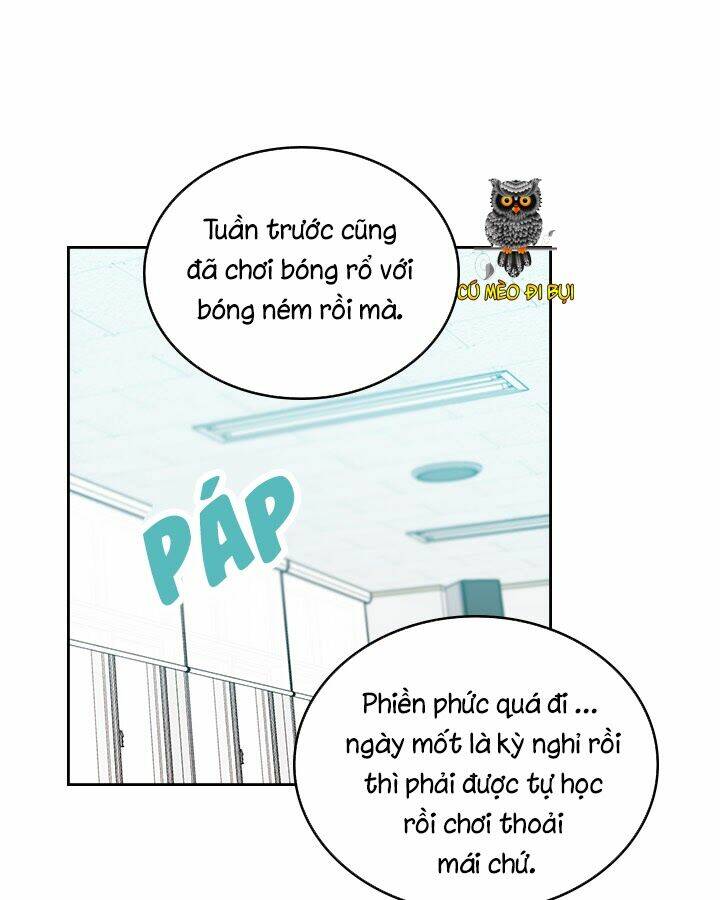 Tuần trước cũng
đã chơi bóng rổ với
bóng ném rồi mà.
CÚ MÈO ĐI BỤI
PÁP
Phiền phức quá đi ...
ngày mốt là kỳ nghỉ rồi
thì phải được tự học
rồi chơi thoải
mái chứ.